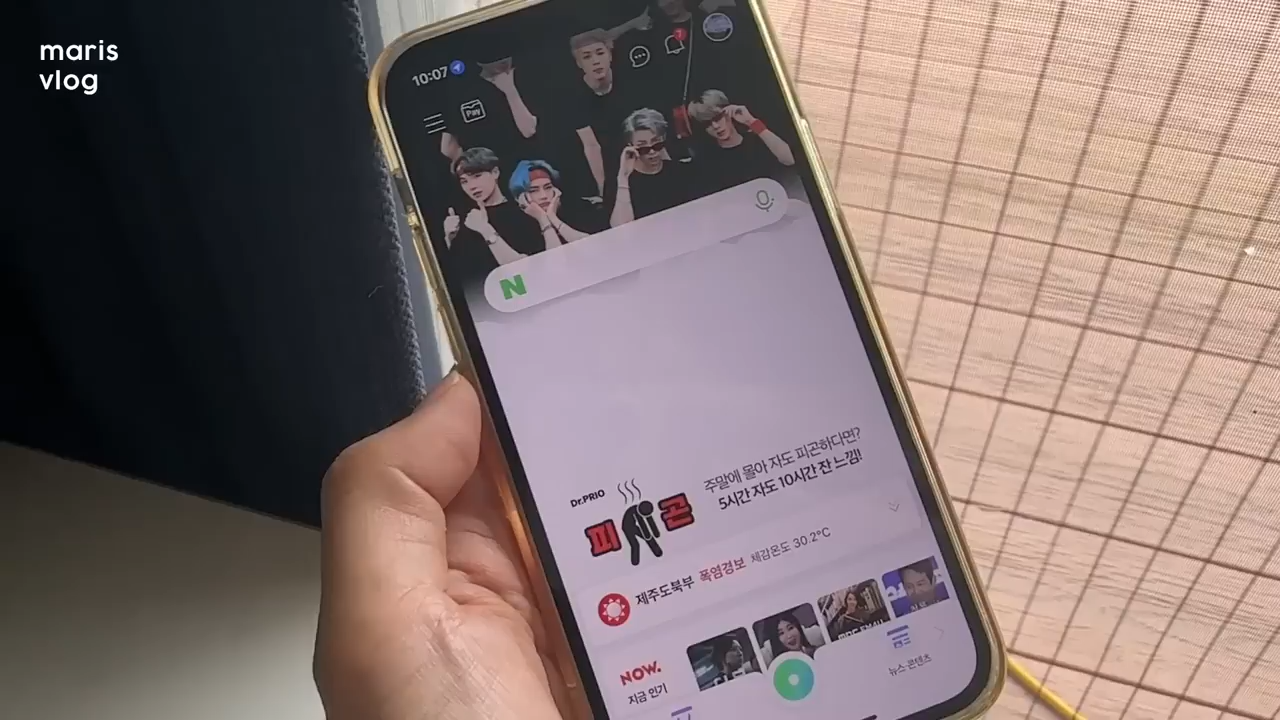 maris
vlog
10:07
7
Pay
N
주말에 몰아 자도 피곤하다면?
5시간 자도 10시간 잔 느낌!
Dr.PRIO
피곤
제주도북부 폭염경보 체감온도 30.2°C
NOW.
지금 인기
뉴스·콘텐츠